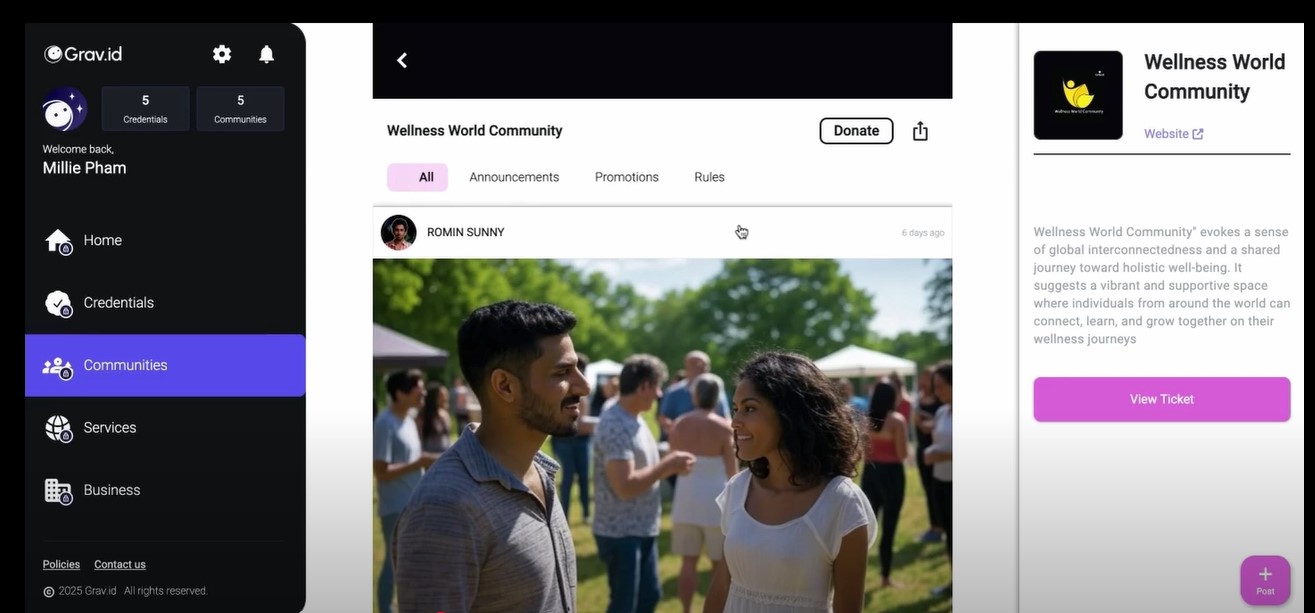 Grav.id
5
Credentials
5
Communities
Welcome back,
Millie Pham
Home
Credentials
Communities
Services
Business
Policies Contact us
© 2025 Grav.id All rights reserved.
Wellness World Community
Donate
All Announcements Promotions Rules
ROMIN SUNNY
6 days ago
Wellness World
Community
Website
Wellness World Community" evokes a sense
of global interconnectedness and a shared
journey toward holistic well-being. It
suggests a vibrant and supportive space
where individuals from around the world can
connect, learn, and grow together on their
wellness journeys
View Ticket
+
Post